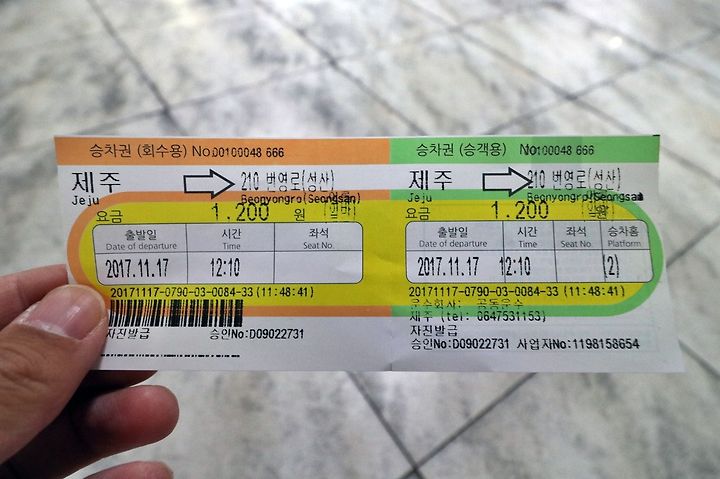 승차권 (회수용) No.00100048 666
제주 210 번영로(성산)
Jeju Beonyongro(Seongsan)
요금 1.200 원
출발일 시간 좌석
Date of departure Time Seat No.
2017.11.17 12:10
20171117-0790-03-0084-33 (11:48:41)
자진발급 승인No:D09022731
승차권 (승객용) No.00100048 666
제주 210 번영로(성산)
Jeju Beonyongro(Seongsan)
요금 1.200 원
출발일 시간 좌석 승차홈
Date of departure Time Seat No. Platform
2017.11.17 12:10 (2)
20171117-0790-03-0084-33 (11:48:41)
운수회사: 공동운수
제주 (tel: 0647531153)
자진발급
승인No:D09022731 사업자No:1198158654